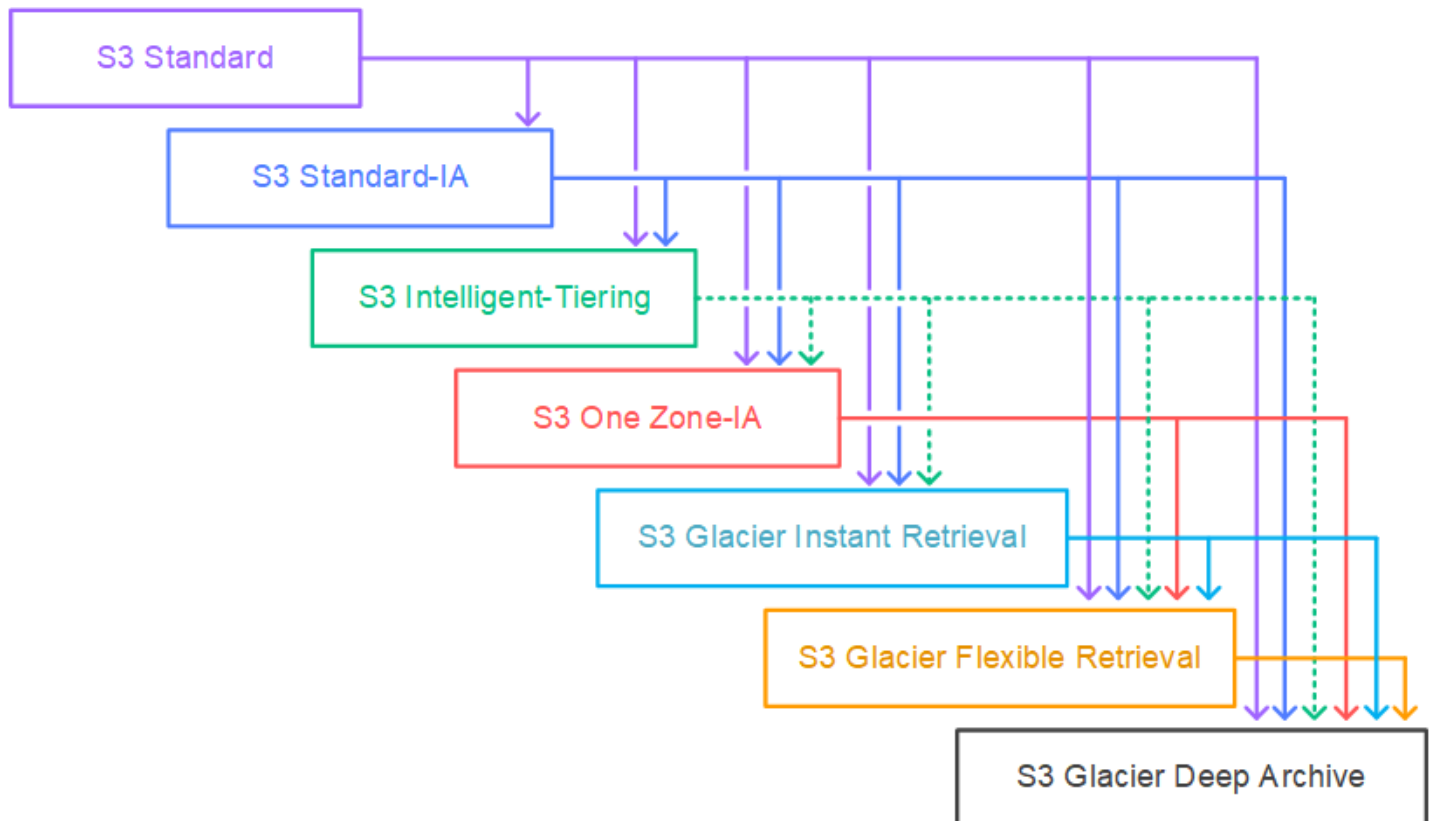 S3 Standard
S3 Standard-IA
S3 Intelligent-Tiering
S3 One Zone-IA
S3 Glacier Instant Retrieval
S3 Glacier Flexible Retrieval
S3 Glacier Deep Archive